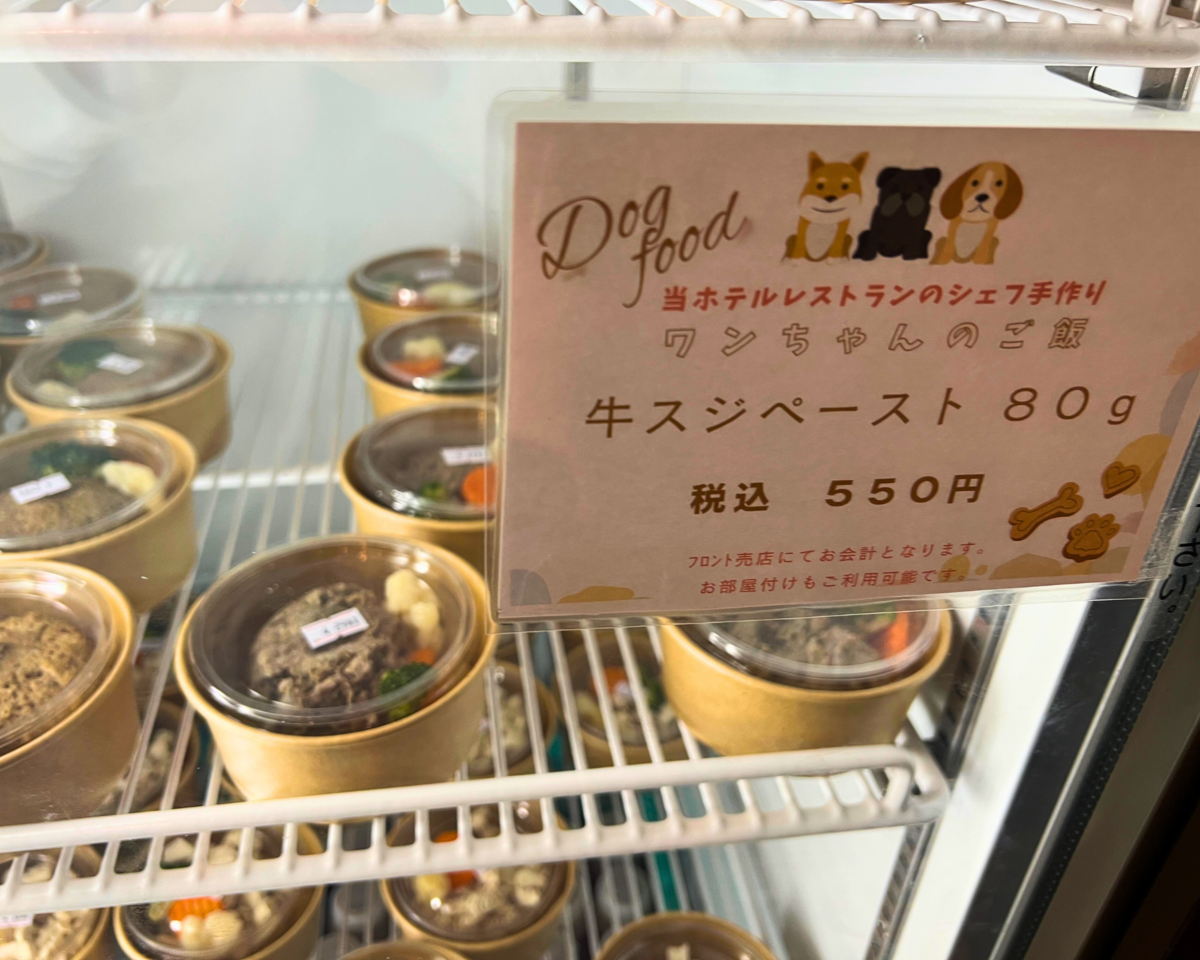 Dog
food
当ホテルレストランのシェフ手作り
ワンちゃんのご飯
牛スジペースト 80g
税込 550円
フロント売店にてお会計となります。
お部屋付けもご利用可能です。
さい。